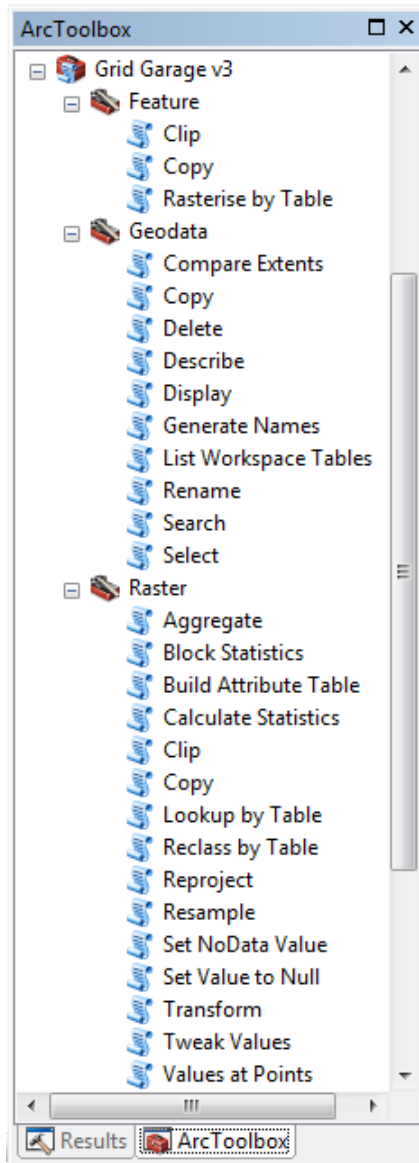 ArcToolbox
Grid Garage v3
Feature
Clip
Copy
Rasterise by Table
Geodata
Compare Extents
Copy
Delete
Describe
Display
Generate Names
List Workspace Tables
Rename
Search
Select
Raster
Aggregate
Block Statistics
Build Attribute Table
Calculate Statistics
Clip
Copy
Lookup by Table
Reclass by Table
Reproject
Resample
Set NoData Value
Set Value to Null
Transform
Tweak Values
Values at Points
Results ArcToolbox